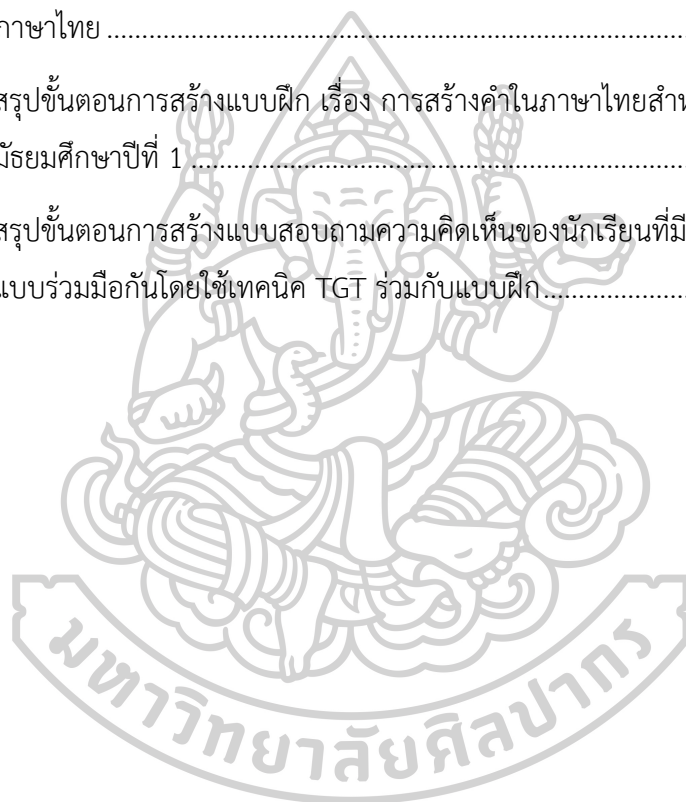 ภาษาไทย ........................................................................................
สรุปขั้นตอนการสร้างแบบฝึก เรื่อง การสร้างคำในภาษาไทยสำห
มัธยมศึกษาปีที่ 1 ........................................................................
สรุปขั้นตอนการสร้างแบบสอบถามความคิดเห็นของนักเรียนที่มี
แบบร่วมมือกันโดยใช้เทคนิค TGT ร่วมกับแบบฝึก .....................
มหาวิทยาลัยศิลปากร